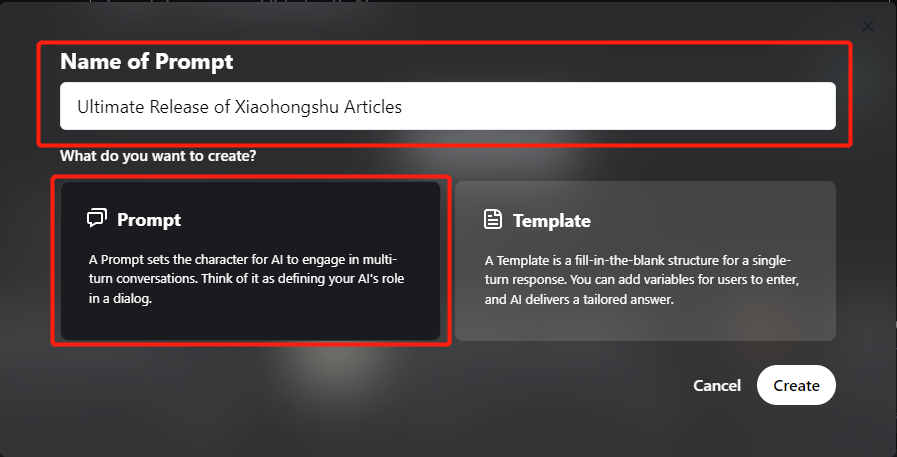 Name of Prompt
Ultimate Release of Xiaohongshu Articles
What do you want to create?
Prompt
A Prompt sets the character for AI to engage in multi-
turn conversations. Think of it as defining your AI's role
in a dialog.
Template
A Template is a fill-in-the-blank structure for a single-
turn response. You can add variables for users to enter,
and AI delivers a tailored answer.
Cancel
Create